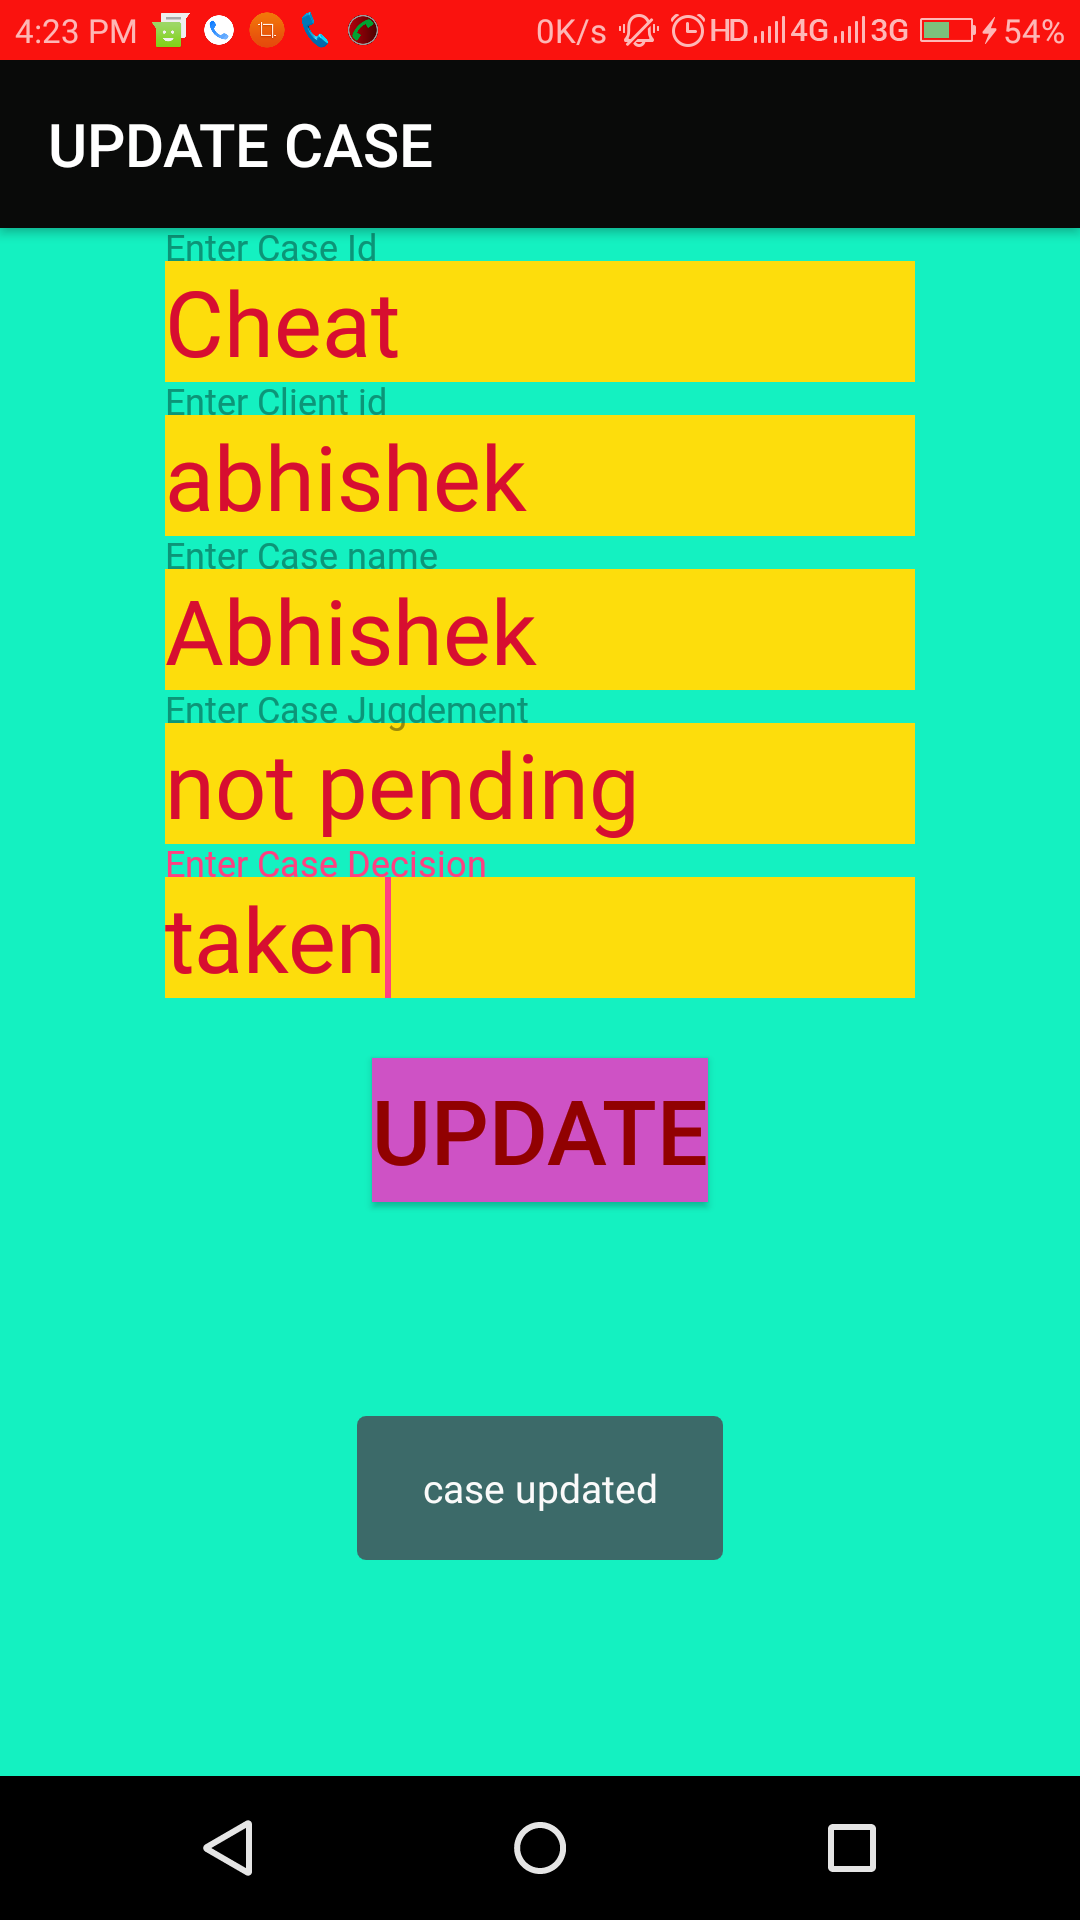 4:23 PM 0K/s HD 4G 3G 54%
UPDATE CASE
Enter Case Id
Cheat
Enter Client id
abhishek
Enter Case name
Abhishek
Enter Case Jugdement
not pending
Enter Case Decision
taken
UPDATE
case updated